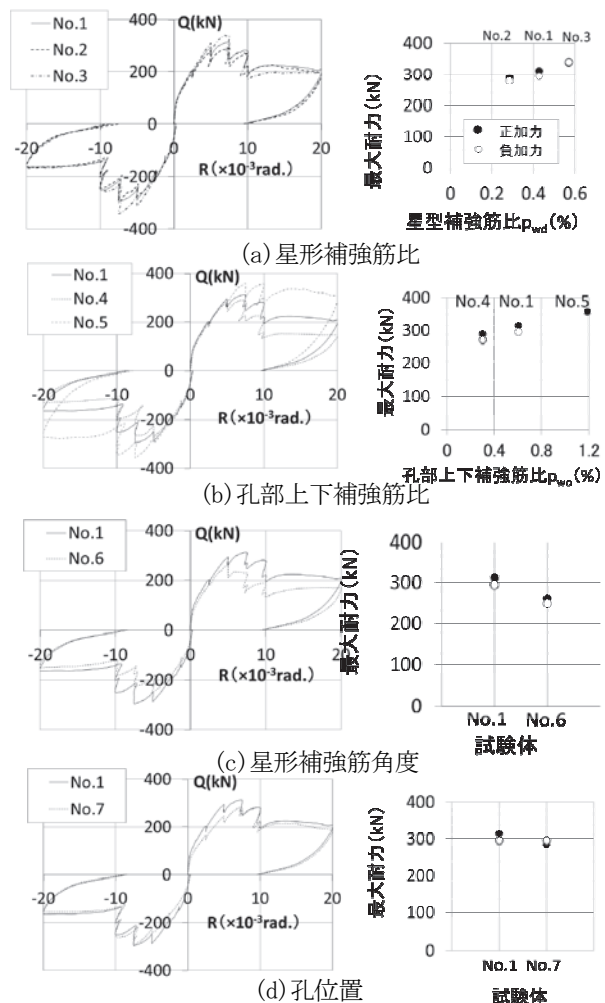 No.1
No.2
No.3
Q(kN)
400
200
0
-200
-400
-20
-10
0
10
20
R(×10⁻³rad.)
最大耐力(kN)
400
300
200
100
0
No.2
No.1
No.3
正加力
負加力
0
0.2
0.4
0.6
0.8
星型補強筋比pwd(%)
(a)星形補強筋比
No.1
No.4
No.5
Q(kN)
400
200
0
-200
-400
-20
-10
0
10
20
R(×10⁻³rad.)
最大耐力(kN)
400
300
200
100
0
No.4
No.1
No.5
0
0.4
0.8
1.2
孔部上下補強筋比pwo(%)
(b)孔部上下補強筋比
No.1
No.6
Q(kN)
400
200
0
-200
-400
-20
-10
0
10
20
R(×10⁻³rad.)
最大耐力(kN)
400
300
200
100
0
No.1
No.6
試験体
(c)星形補強筋角度
No.1
No.7
Q(kN)
400
200
0
-200
-400
-20
-10
0
10
20
R(×10⁻³rad.)
最大耐力(kN)
400
300
200
100
0
No.1
No.7
試験体
(d)孔位置